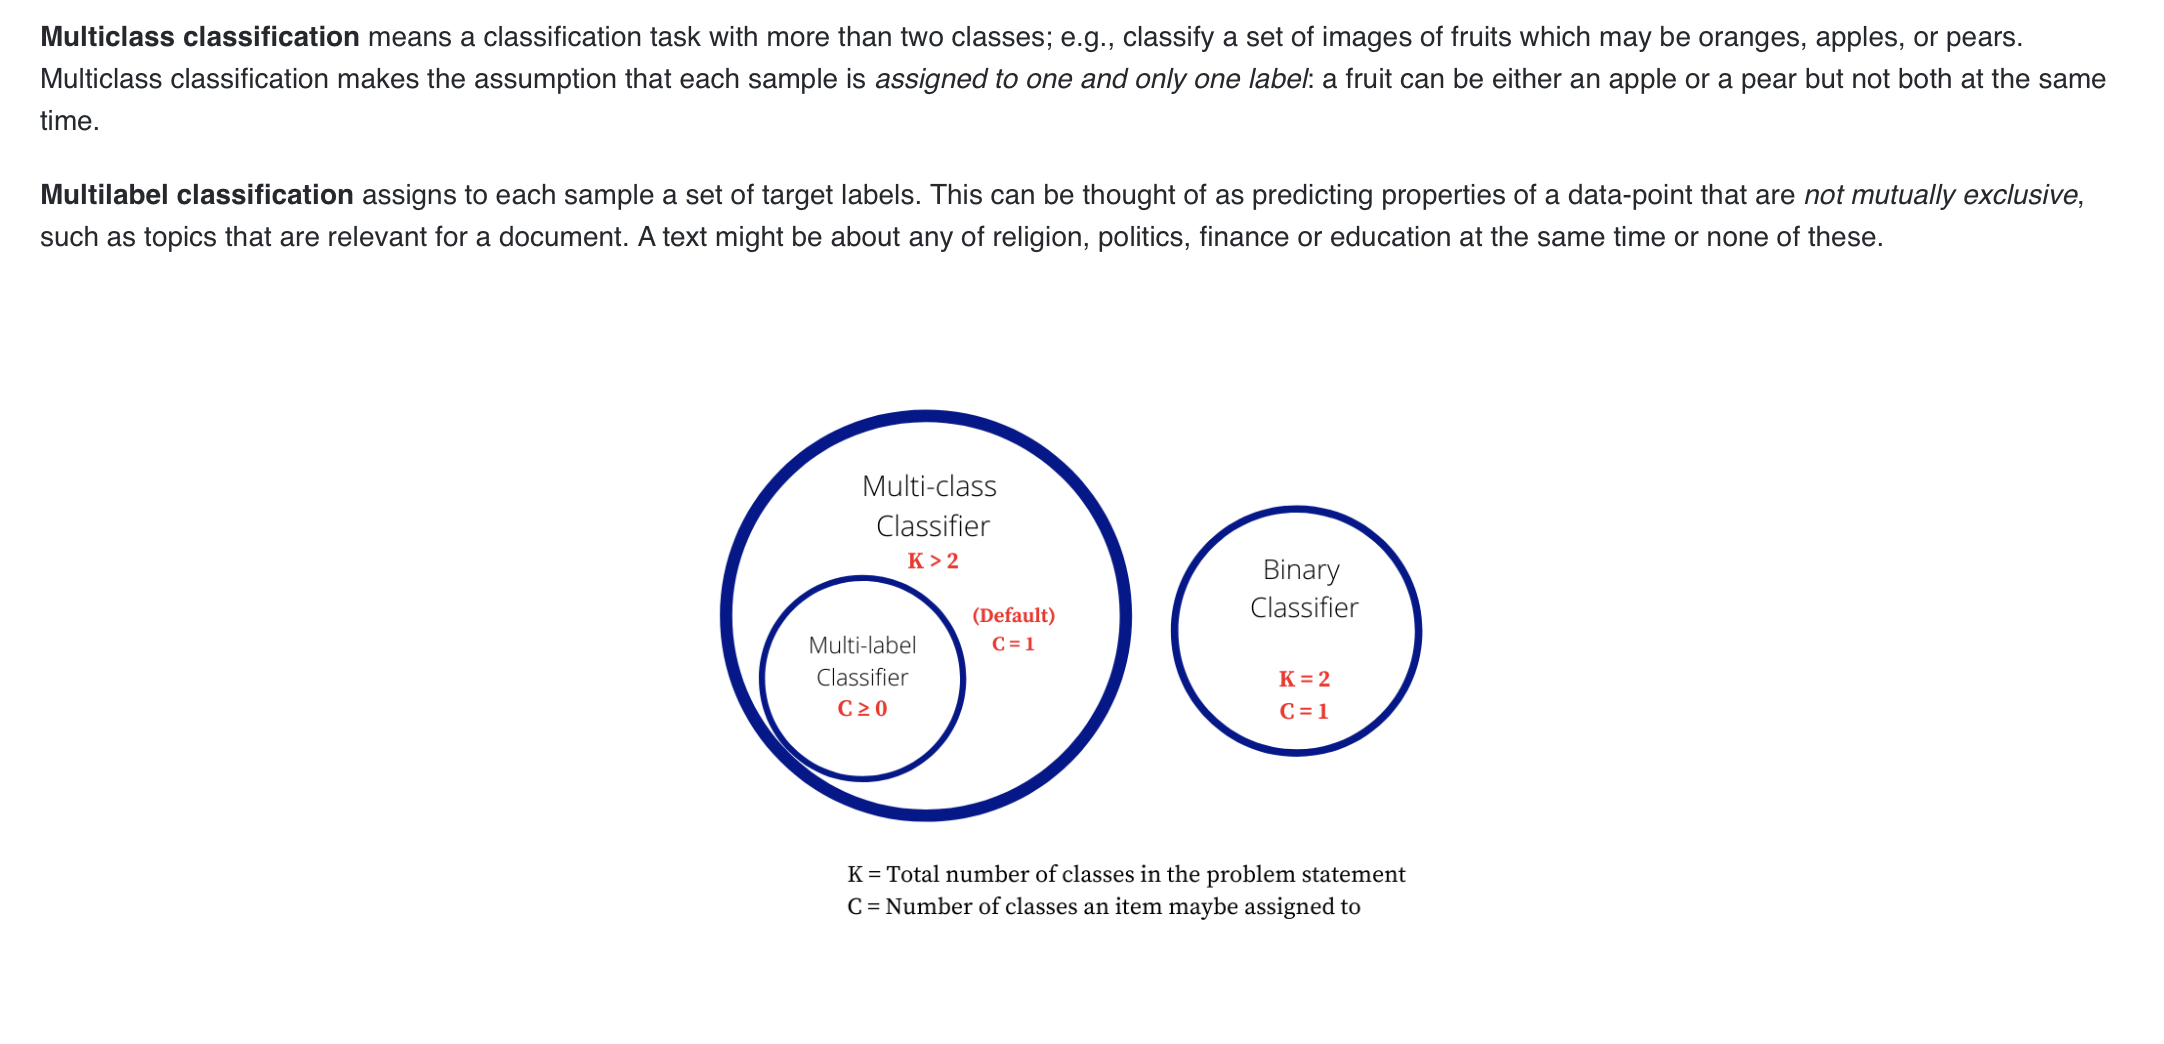 Multiclass classification means a classification task with more than two classes; e.g., classify a set of images of fruits which may be oranges, apples, or pears.
Multiclass classification makes the assumption that each sample is assigned to one and only one label: a fruit can be either an apple or a pear but not both at the same
time.
Multilabel classification assigns to each sample a set of target labels. This can be thought of as predicting properties of a data-point that are not mutually exclusive,
such as topics that are relevant for a document. A text might be about any of religion, politics, finance or education at the same time or none of these.
Multi-class
Classifier
K > 2
(Default)
C = 1
Multi-label
Classifier
C ≥ 0
Binary
Classifier
K = 2
C = 1
K = Total number of classes in the problem statement
C = Number of classes an item maybe assigned to